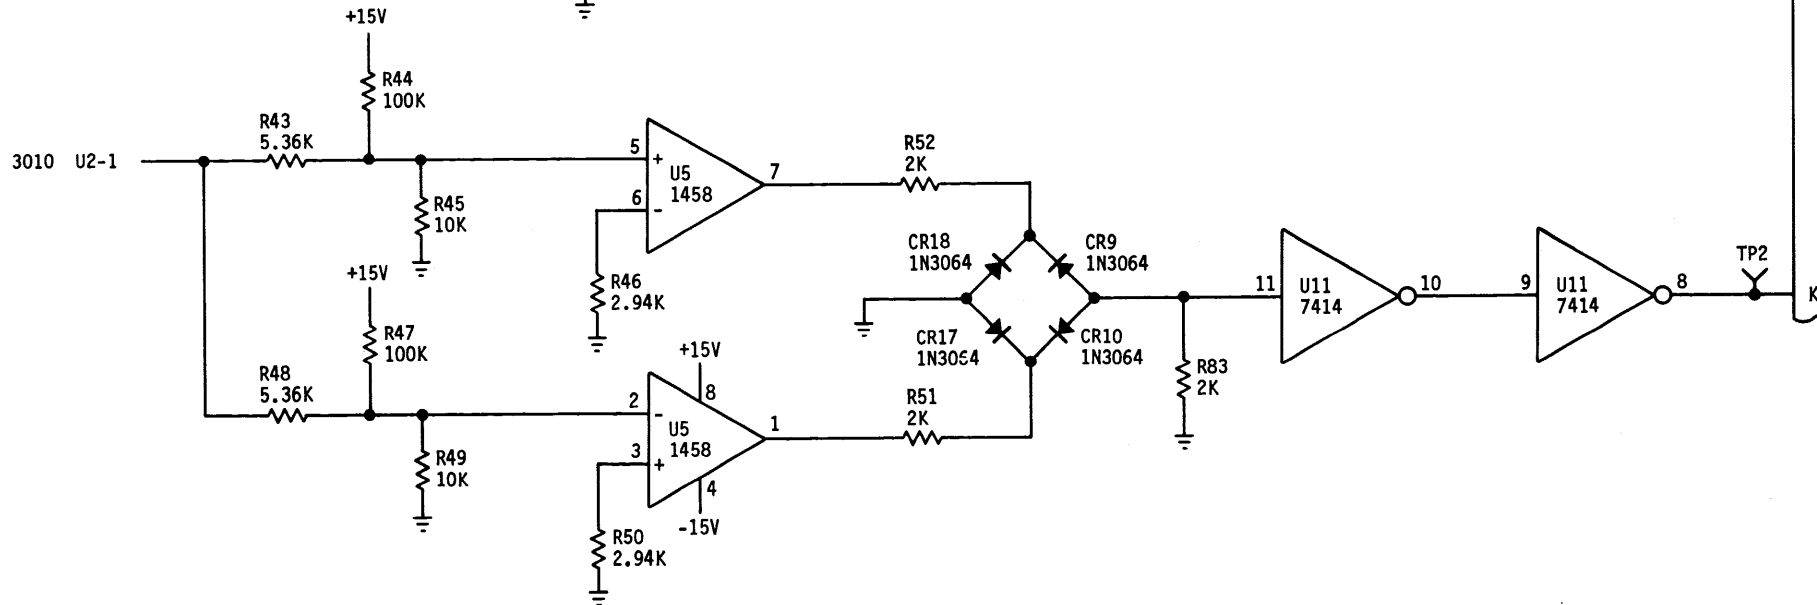 +15V
R44
100K
R43
5.36K
3010 U2-1
R45
10K
5
+
6
-
U5
1458
7
R46
2.94K
R52
2K
CR18
1N3064
CR9
1N3064
CR17
1N3064
CR10
1N3064
+15V
R47
100K
R48
5.36K
R49
10K
+15V
8
2
-
3
+
U5
1458
1
4
-15V
R50
2.94K
R51
2K
R83
2K
11
U11
7414
10
9
U11
7414
8
TP2
K